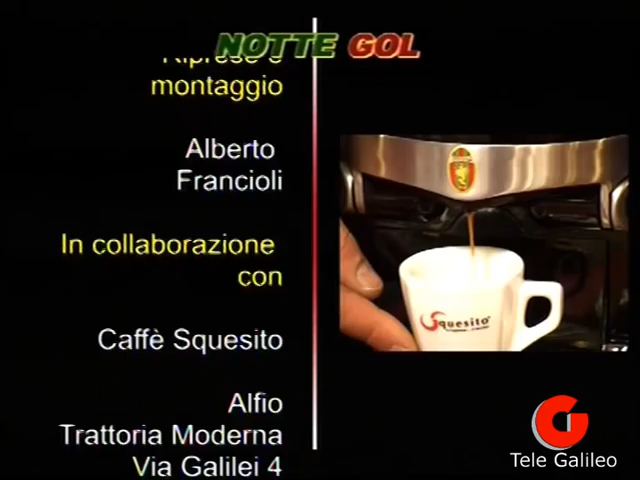 NOTTE GOL
Riprese e
montaggio
Alberto
Francioli
In collaborazione
con
Caffè Squesito
Alfio
Trattoria Moderna
Via Galilei 4
Squesito
Tele Galileo